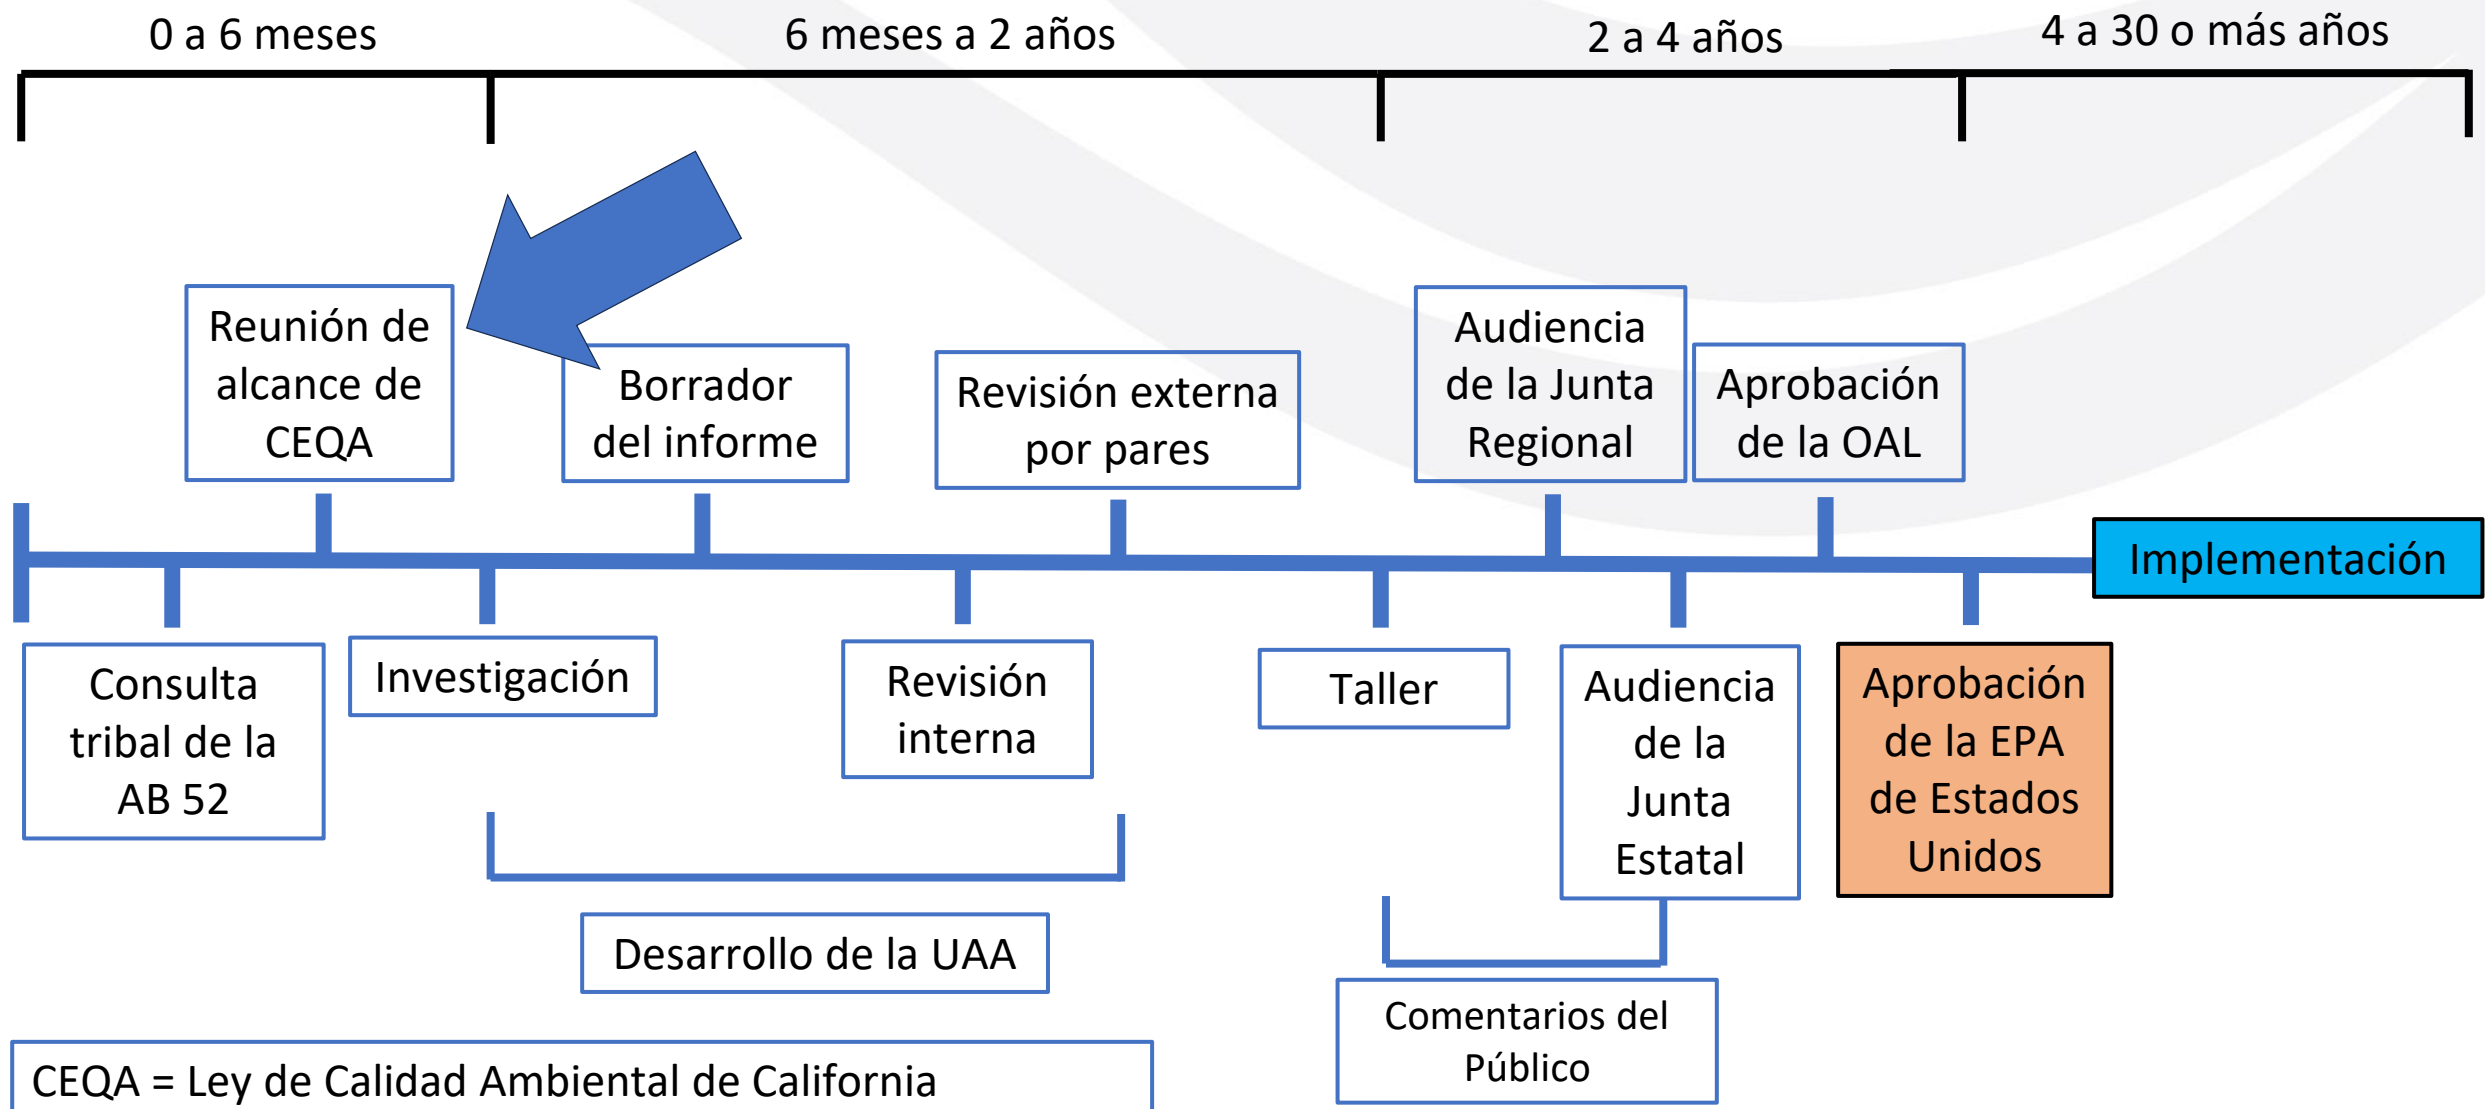 0 a 6 meses
6 meses a 2 años
2 a 4 años
4 a 30 o más años
Reunión de
alcance de
CEQA
Borrador
del informe
Revisión externa
por pares
Audiencia
de la Junta
Regional
Aprobación
de la OAL
Implementación
Consulta
tribal de la
AB 52
Investigación
Revisión
interna
Taller
Audiencia
de la
Junta
Estatal
Aprobación
de la EPA
de Estados
Unidos
Desarrollo de la UAA
Comentarios del
Público
CEQA = Ley de Calidad Ambiental de California